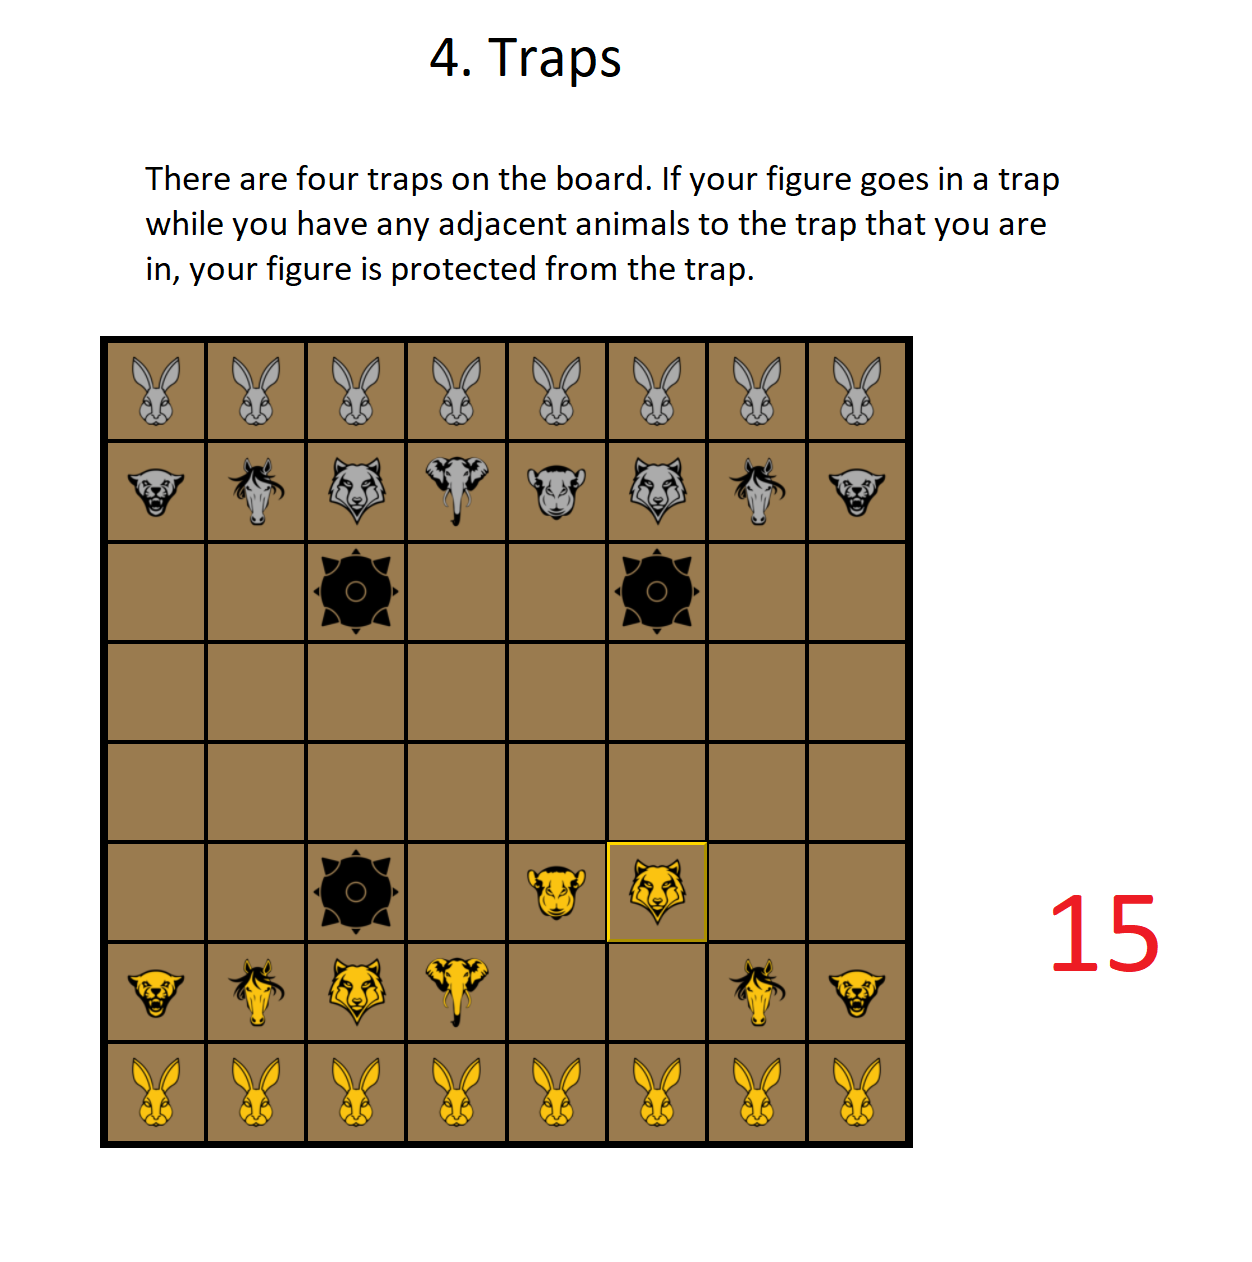 4. Traps
There are four traps on the board. If your figure goes in a trap
while you have any adjacent animals to the trap that you are
in, your figure is protected from the trap.
15